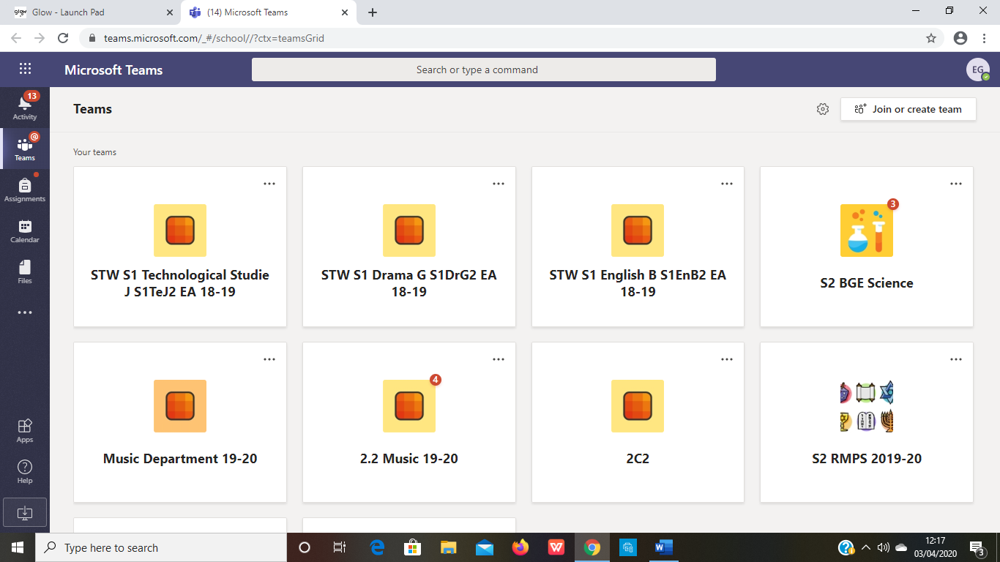 glow
Glow - Launch Pad
(14) Microsoft Teams
teams.microsoft.com/_#/school//?ctx=teamsGrid
Microsoft Teams
Search or type a command
EG
13
Activity
Teams
Assignments
Calendar
Files
Apps
Help
Teams
Join or create team
Your teams
STW S1 Technological Studie
J S1TeJ2 EA 18-19
STW S1 Drama G S1DrG2 EA
18-19
STW S1 English B S1EnB2 EA
18-19
3
S2 BGE Science
Music Department 19-20
4
2.2 Music 19-20
2C2
S2 RMPS 2019-20
Type here to search
12:17
03/04/2020
3